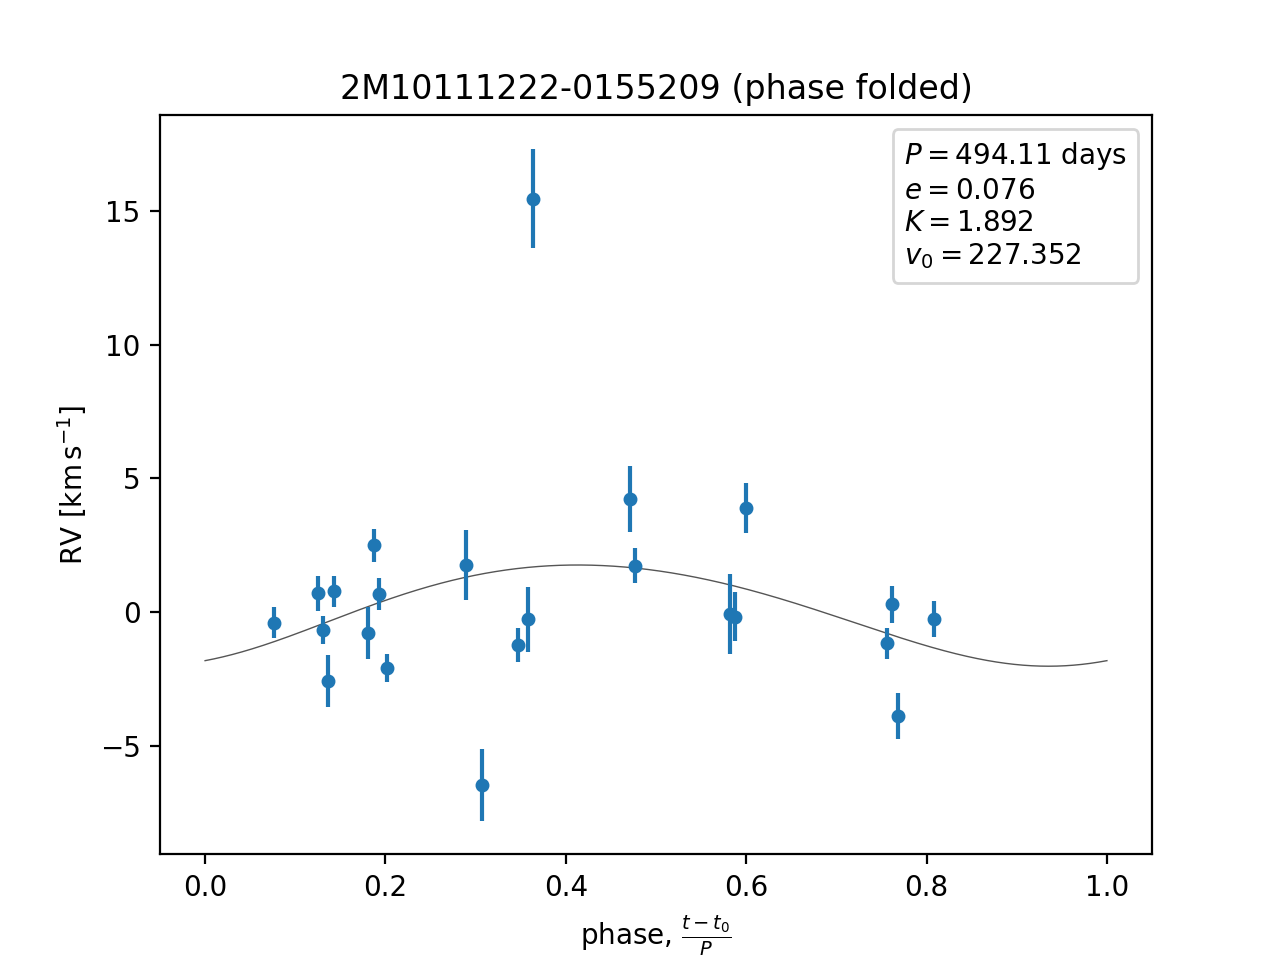 2M10111222-0155209 (phase folded)
P = 494.11 days
e = 0.076
K = 1.892
v₀ = 227.352
15
10
5
0
−5
RV [km s⁻¹]
0.0 0.2 0.4 0.6 0.8 1.0
phase, (t − t₀)/P